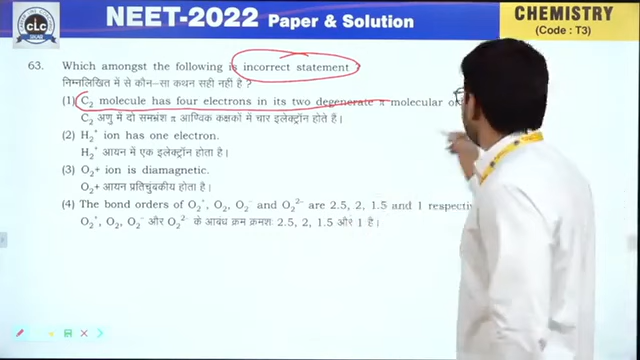 CLC
SIKAR
NEET-2022 Paper & Solution
CHEMISTRY
(Code : T3)
63. Which amongst the following is incorrect statement ?
निम्नलिखित में से कौन-सा कथन सही नहीं है ?
(1) C₂ molecule has four electrons in its two degenerate π molecular
C₂ अणु में दो समभ्रंश π आण्विक कक्षकों में चार इलेक्ट्रॉन होते हैं।
(2) H₂⁺ ion has one electron.
H₂⁺ आयन में एक इलेक्ट्रॉन होता है।
(3) O₂+ ion is diamagnetic.
O₂+ आयन प्रतिचुंबकीय होता है।
(4) The bond orders of O₂⁺, O₂, O₂⁻ and O₂²⁻ are 2.5, 2, 1.5 and 1
O₂⁺, O₂, O₂⁻ और O₂²⁻ के आबंध क्रम क्रमशः 2.5, 2, 1.5 और 1 है।